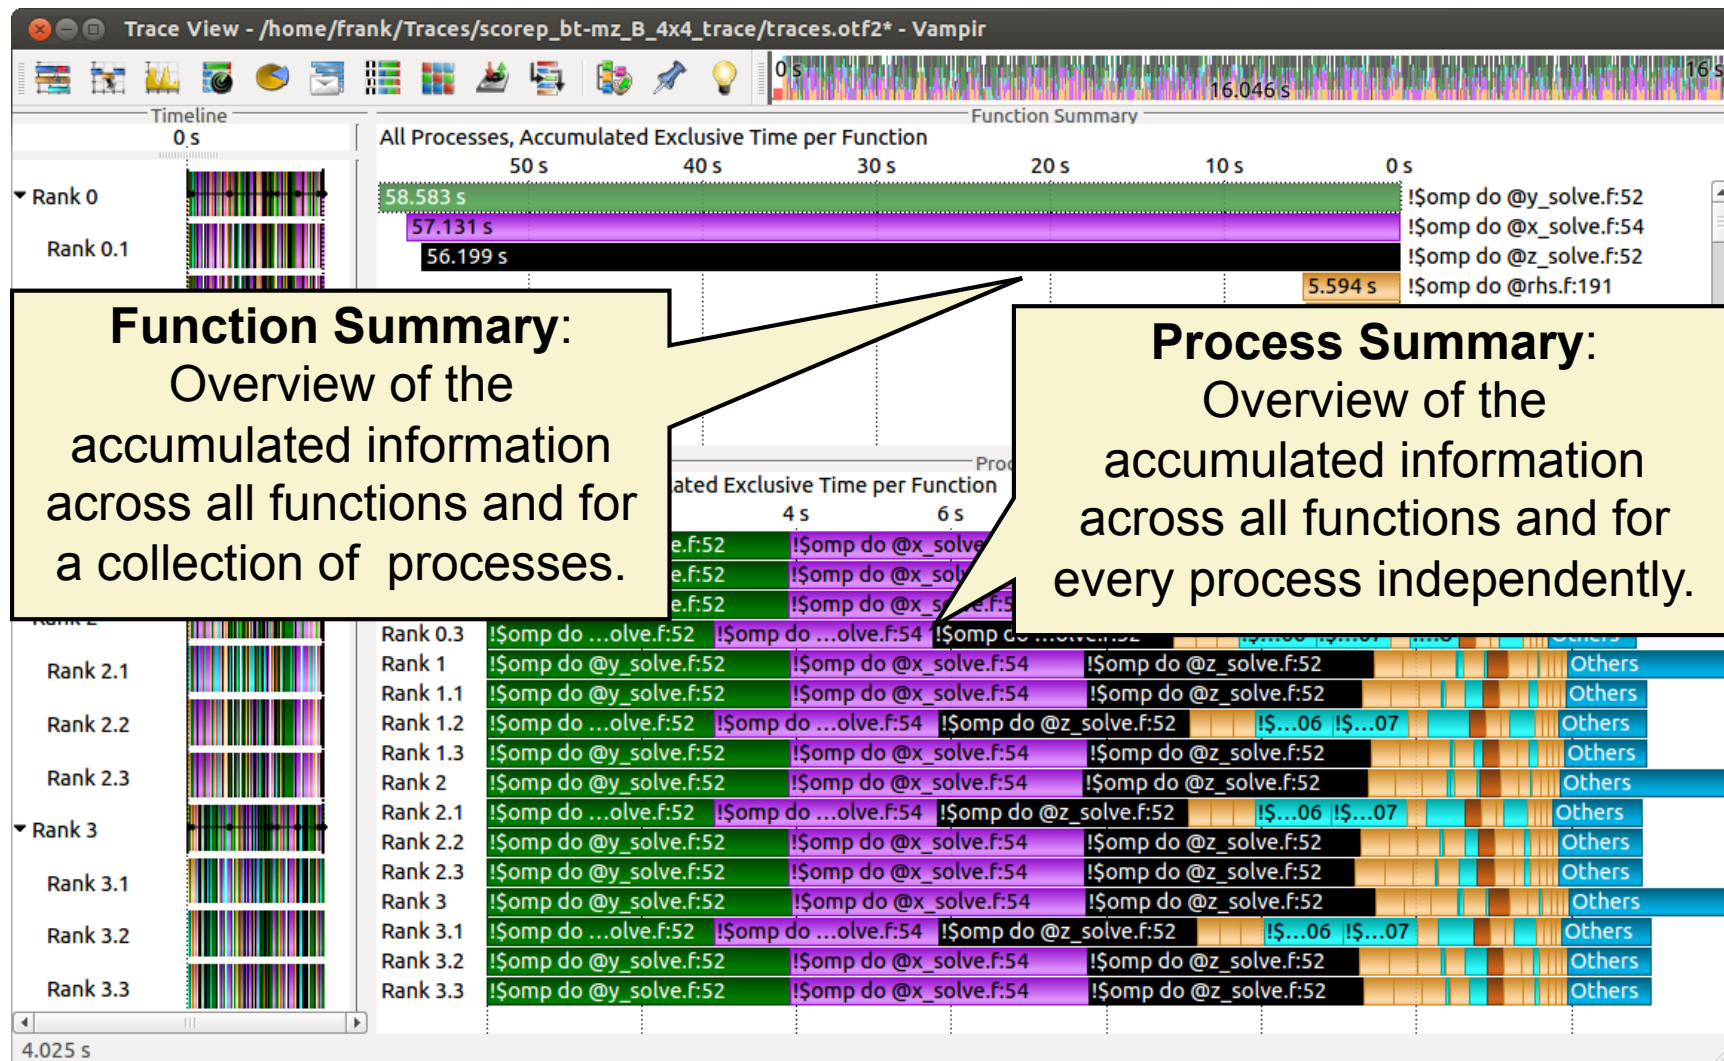 Trace View - /home/frank/Traces/scorep_bt-mz_B_4x4_trace/traces.otf2* - Vampir
0 s
16 s
16.046 s
Timeline
0 s
Rank 0
Rank 0.1
Function Summary
All Processes, Accumulated Exclusive Time per Function
50 s 40 s 30 s 20 s 10 s 0 s
58.583 s !$omp do @y_solve.f:52
57.131 s !$omp do @x_solve.f:54
56.199 s !$omp do @z_solve.f:52
5.594 s !$omp do @rhs.f:191
Function Summary:
Overview of the
accumulated information
across all functions and for
a collection of processes.
Process Summary:
Overview of the
accumulated information
across all functions and for
every process independently.
Rank 2.1
Rank 2.2
Rank 2.3
Rank 3
Rank 3.1
Rank 3.2
Rank 3.3
Exclusive Time per Function
4 s 6 s
e.f:52 !$omp do @x_solve
e.f:52 !$omp do @x_sol
e.f:52
Rank 0.3 !$omp do ...olve.f:52 !$omp do ...olve.f:54 Others
Rank 1 !$omp do @y_solve.f:52 !$omp do @x_solve.f:54 !$omp do @z_solve.f:52 Others
Rank 1.1 !$omp do @y_solve.f:52 !$omp do @x_solve.f:54 !$omp do @z_solve.f:52 Others
Rank 1.2 !$omp do ...olve.f:52 !$omp do ...olve.f:54 !$omp do @z_solve.f:52 !$...06 !$...07 Others
Rank 1.3 !$omp do @y_solve.f:52 !$omp do @x_solve.f:54 !$omp do @z_solve.f:52 Others
Rank 2 !$omp do @y_solve.f:52 !$omp do @x_solve.f:54 !$omp do @z_solve.f:52 Others
Rank 2.1 !$omp do ...olve.f:52 !$omp do ...olve.f:54 !$omp do @z_solve.f:52 !$...06 !$...07 Others
Rank 2.2 !$omp do @y_solve.f:52 !$omp do @x_solve.f:54 !$omp do @z_solve.f:52 Others
Rank 2.3 !$omp do @y_solve.f:52 !$omp do @x_solve.f:54 !$omp do @z_solve.f:52 Others
Rank 3 !$omp do @y_solve.f:52 !$omp do @x_solve.f:54 !$omp do @z_solve.f:52 Others
Rank 3.1 !$omp do ...olve.f:52 !$omp do ...olve.f:54 !$omp do @z_solve.f:52 !$...06 !$...07 Others
Rank 3.2 !$omp do @y_solve.f:52 !$omp do @x_solve.f:54 !$omp do @z_solve.f:52 Others
Rank 3.3 !$omp do @y_solve.f:52 !$omp do @x_solve.f:54 !$omp do @z_solve.f:52 Others
4.025 s